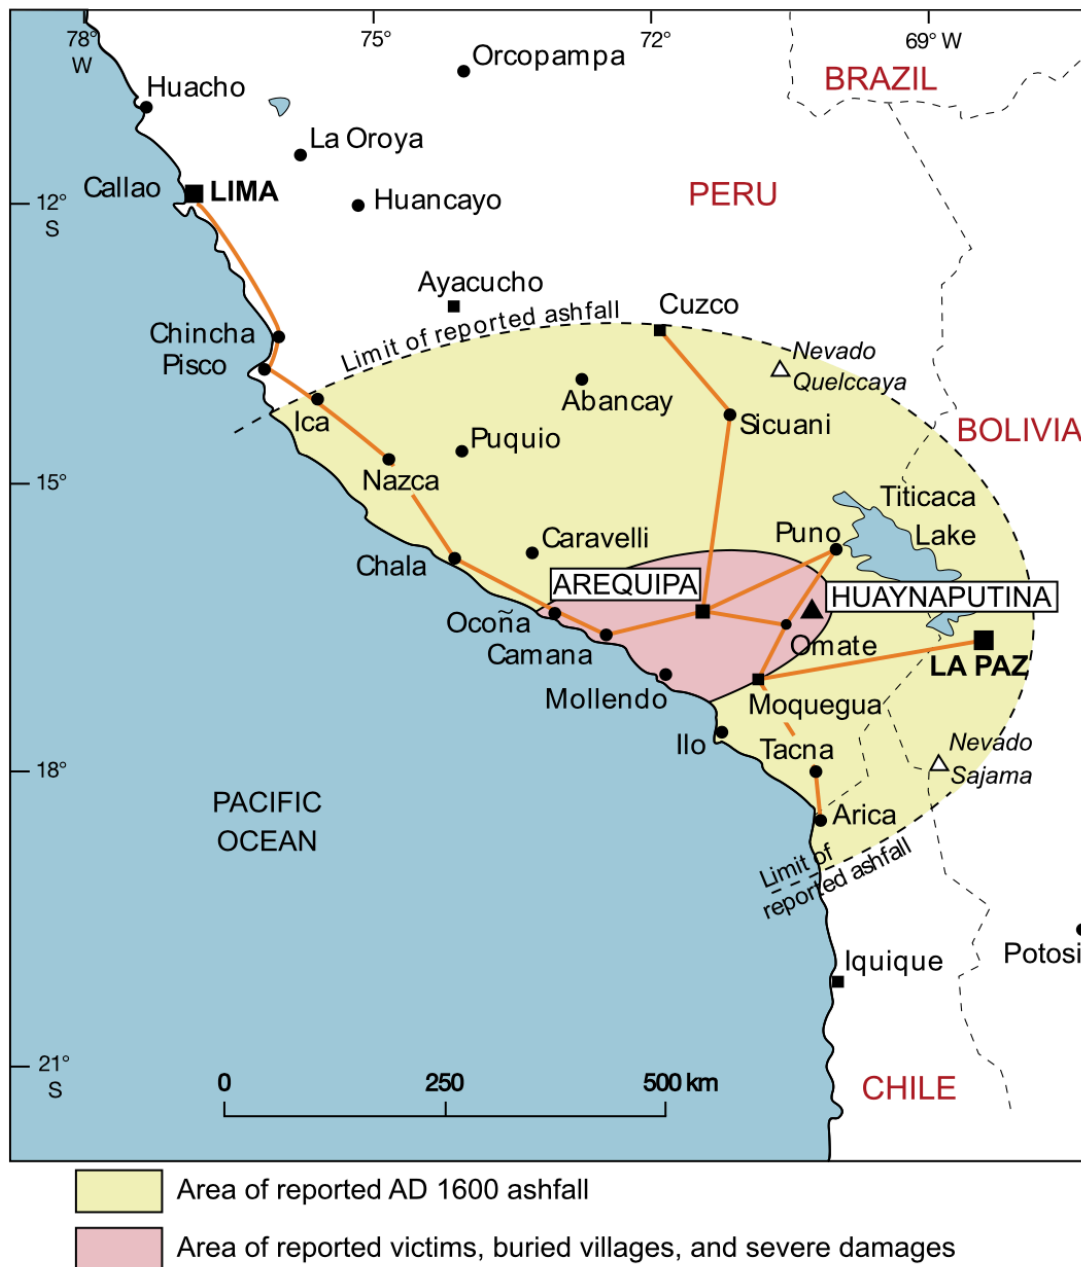 78°
W
75°
72°
69° W
Orcopampa
BRAZIL
Huacho
La Oroya
Callao
LIMA
12°
S
Huancayo
PERU
Ayacucho
Cuzco
Limit of reported ashfall
Chincha
Pisco
Nevado
Quelccaya
Abancay
Ica
Sicuani
BOLIVIA
Puquio
Nazca
15°
Titicaca
Lake
Caravelli
Puno
Chala
AREQUIPA
HUAYNAPUTINA
Ocoña
Omate
Camana
LA PAZ
Mollendo
Moquegua
Ilo
Tacna
Nevado
Sajama
18°
PACIFIC
OCEAN
Arica
Limit of
reported ashfall
Iquique
Potosi
21°
S
0
250
500 km
CHILE
Area of reported AD 1600 ashfall
Area of reported victims, buried villages, and severe damages